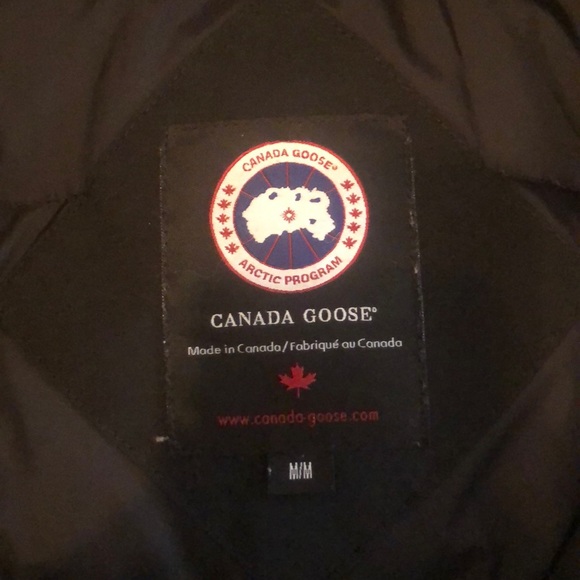 CANADA GOOSE®
ARCTIC PROGRAM
CANADA GOOSE®
Made in Canada/Fabriqué au Canada
www.canada-goose.com
M/M